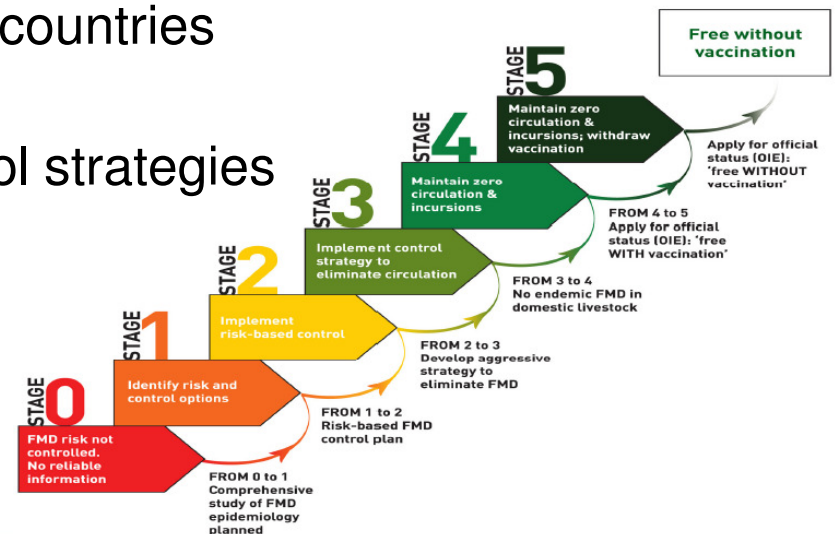 countries
ol strategies
Free without
vaccination
STAGE 5
Maintain zero
circulation &
incursions; withdraw
vaccination
Apply for official
status (OIE):
'free WITHOUT
vaccination'
STAGE 4
Maintain zero
circulation &
incursions
FROM 4 to 5
Apply for official
status (OIE): 'free
WITH vaccination'
STAGE 3
Implement control
strategy to
eliminate circulation
FROM 3 to 4
No endemic FMD in
domestic livestock
STAGE 2
Implement
risk-based control
FROM 2 to 3
Develop aggressive
strategy to
eliminate FMD
STAGE 1
Identify risk and
control options
FROM 1 to 2
Risk-based FMD
control plan
STAGE 0
FMD risk not
controlled.
No reliable
information
FROM 0 to 1
Comprehensive
study of FMD
epidemiology
planned